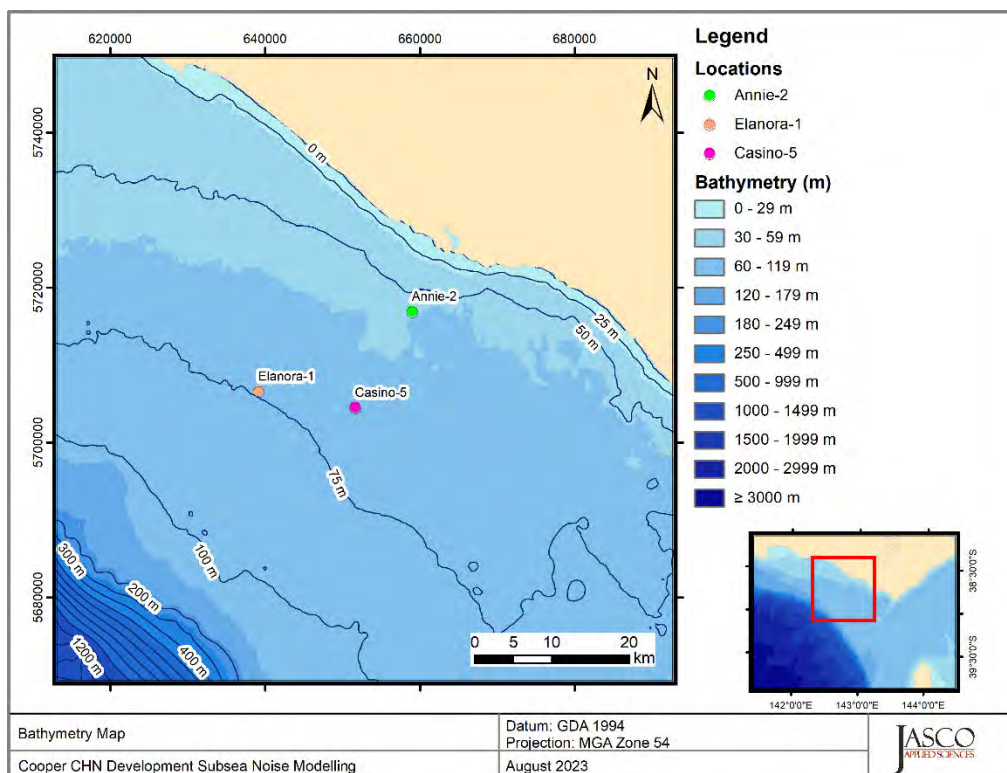 620000
640000
660000
680000
5740000
5720000
5700000
5680000
N
0 m
25 m
50 m
75 m
100 m
200 m
300 m
400 m
1200 m
Annie-2
Elanora-1
Casino-5
0 5 10 20
km
Legend
Locations
Annie-2
Elanora-1
Casino-5
Bathymetry (m)
0 - 29 m
30 - 59 m
60 - 119 m
120 - 179 m
180 - 249 m
250 - 499 m
500 - 999 m
1000 - 1499 m
1500 - 1999 m
2000 - 2999 m
≥ 3000 m
38°30'0"S
39°30'0"S
142°0'0"E 143°0'0"E 144°0'0"E
Bathymetry Map
Datum: GDA 1994
Projection: MGA Zone 54
Cooper CHN Development Subsea Noise Modelling
August 2023
JASCO
APPLIED SCIENCES